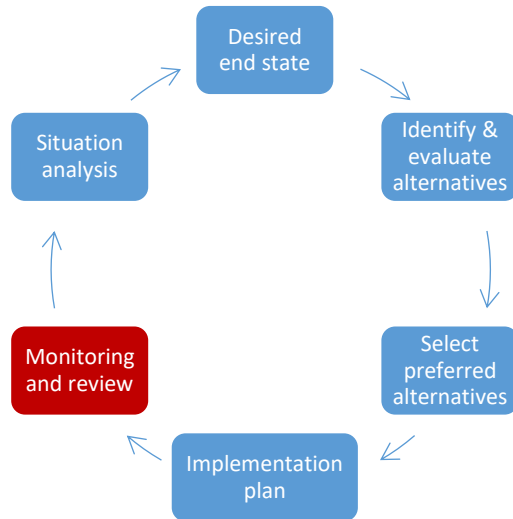 Desired
end state
Identify &
evaluate
alternatives
Select
preferred
alternatives
Implementation
plan
Monitoring
and review
Situation
analysis